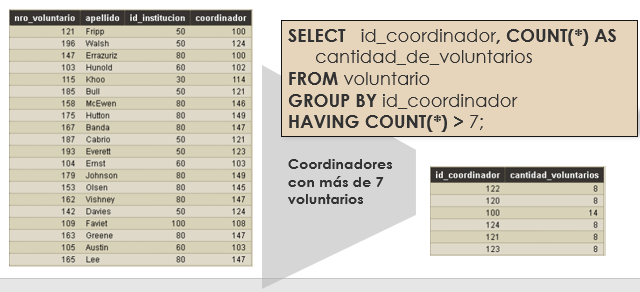 nro_voluntario apellido id_institucion coordinador
121 Fripp 50 100
196 Walsh 50 124
147 Errazuriz 80 100
103 Hunold 60 102
115 Khoo 30 114
185 Bull 50 121
158 McEwen 80 146
175 Hutton 80 149
167 Banda 80 147
187 Cabrio 50 121
193 Everett 50 123
104 Ernst 60 103
179 Johnson 80 149
153 Olsen 80 145
162 Vishney 80 147
142 Davies 50 124
109 Faviet 100 108
163 Greene 80 147
105 Austin 60 103
165 Lee 80 147
SELECT id_coordinador, COUNT(*) AS
cantidad_de_voluntarios
FROM voluntario
GROUP BY id_coordinador
HAVING COUNT(*) > 7;
Coordinadores
con más de 7
voluntarios
id_coordinador cantidad_voluntarios
122 8
120 8
100 14
124 8
121 8
123 8